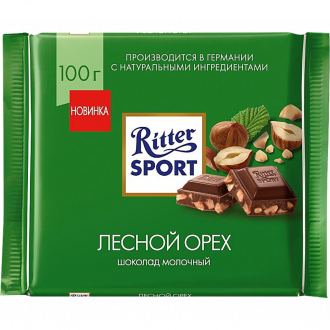 ПРОИЗВОДИТСЯ В ГЕРМАНИИ
С НАТУРАЛЬНЫМИ ИНГРЕДИЕНТАМИ
100 г
НОВИНКА
Ritter
SPORT
ЛЕСНОЙ ОРЕХ
шоколад молочный
ЛЕСНОЙ ОРЕХ